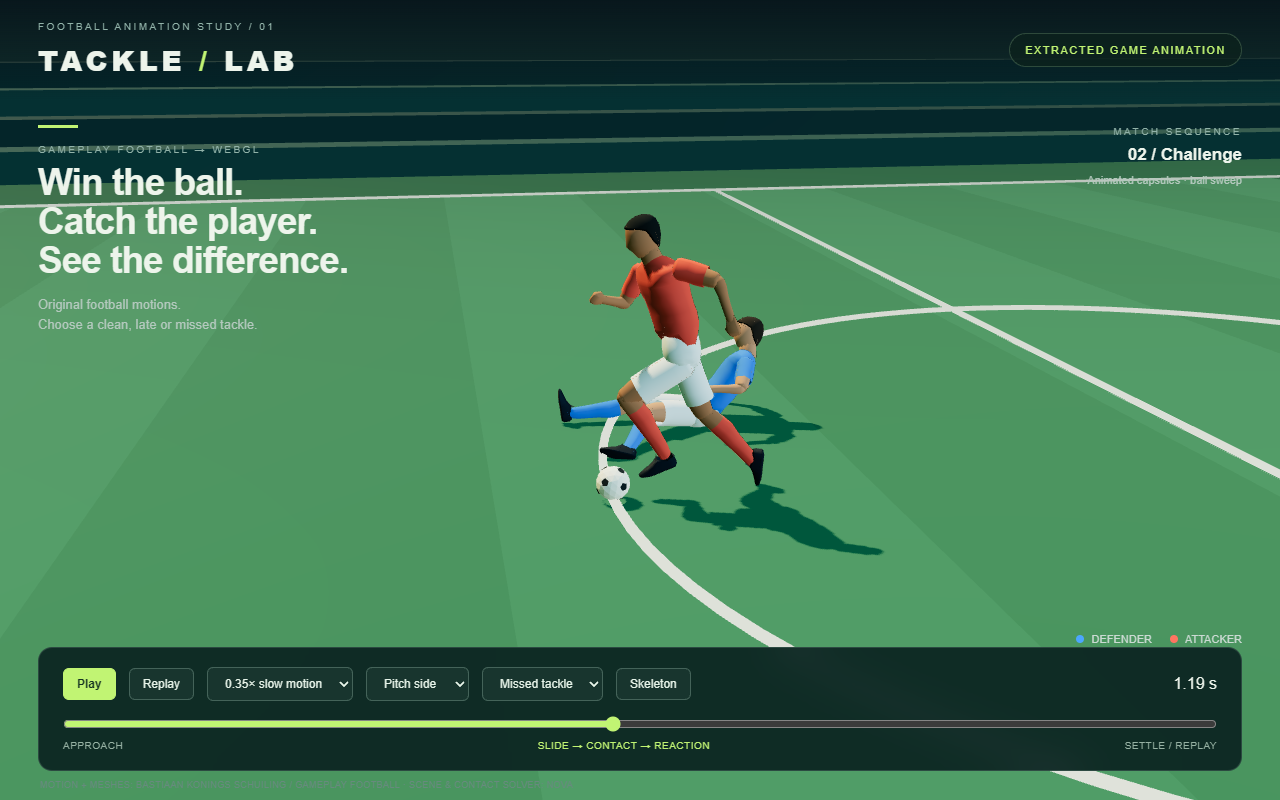 FOOTBALL ANIMATION STUDY / 01
TACKLE / LAB
EXTRACTED GAME ANIMATION
GAMEPLAY FOOTBALL → WEBGL
Win the ball.
Catch the player.
See the difference.
Original football motions.
Choose a clean, late or missed tackle.
MATCH SEQUENCE
02 / Challenge
Animated capsules · ball sweep
DEFENDER
ATTACKER
Play
Replay
0.35× slow motion
Pitch side
Missed tackle
Skeleton
1.19 s
APPROACH
SLIDE → CONTACT → REACTION
SETTLE / REPLAY